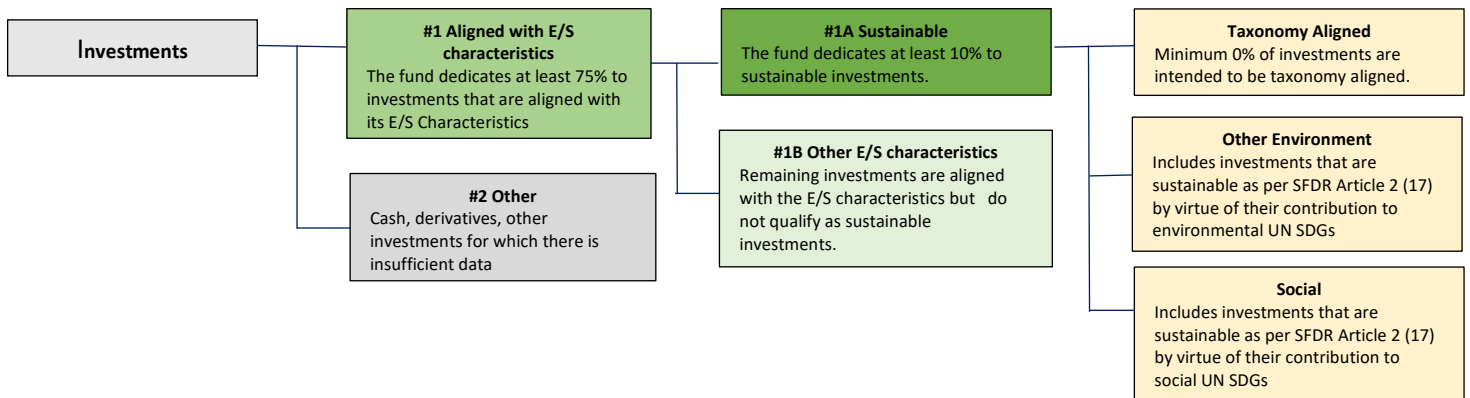 Investments
#1 Aligned with E/S
characteristics
The fund dedicates at least 75% to
investments that are aligned with
its E/S Characteristics
#2 Other
Cash, derivatives, other
investments for which there is
insufficient data
#1A Sustainable
The fund dedicates at least 10% to
sustainable investments.
#1B Other E/S characteristics
Remaining investments are aligned
with the E/S characteristics but do
not qualify as sustainable
investments.
Taxonomy Aligned
Minimum 0% of investments are
intended to be taxonomy aligned.
Other Environment
Includes investments that are
sustainable as per SFDR Article 2 (17)
by virtue of their contribution to
environmental UN SDGs
Social
Includes investments that are
sustainable as per SFDR Article 2 (17)
by virtue of their contribution to
social UN SDGs